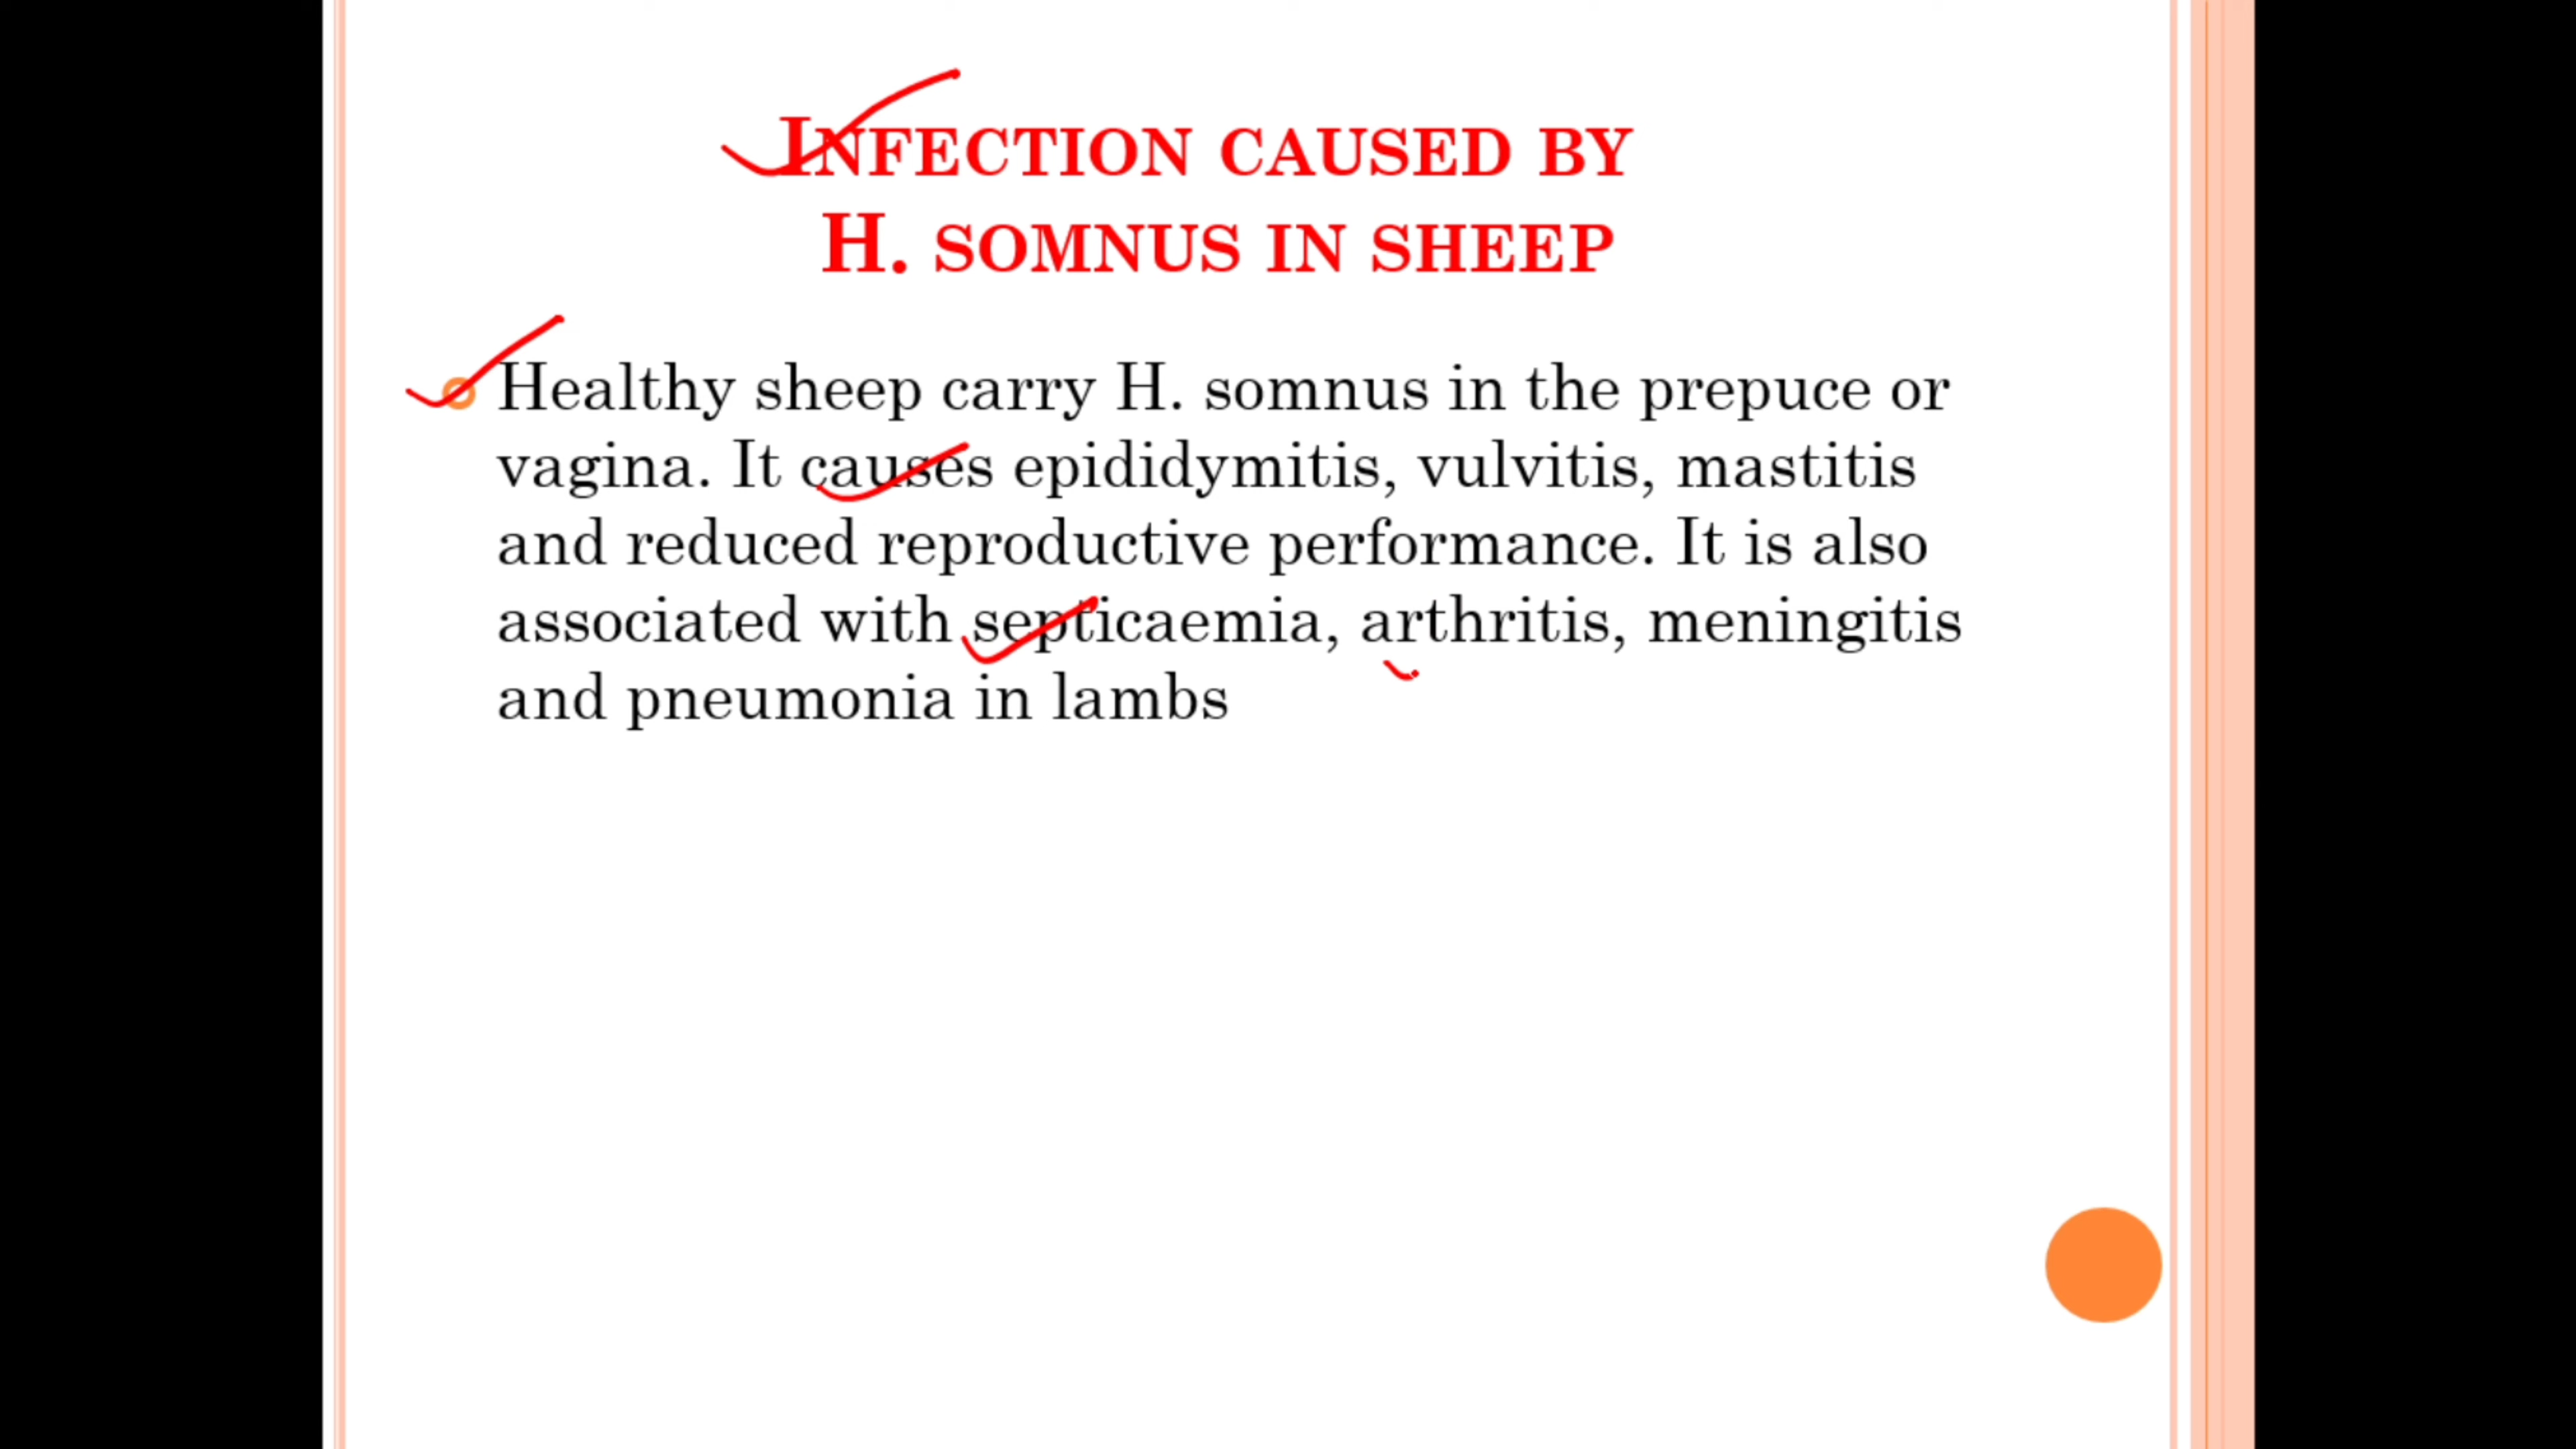 INFECTION CAUSED BY
H. SOMNUS IN SHEEP
Healthy sheep carry H. somnus in the prepuce or
vagina. It causes epididymitis, vulvitis, mastitis
and reduced reproductive performance. It is also
associated with septicaemia, arthritis, meningitis
and pneumonia in lambs